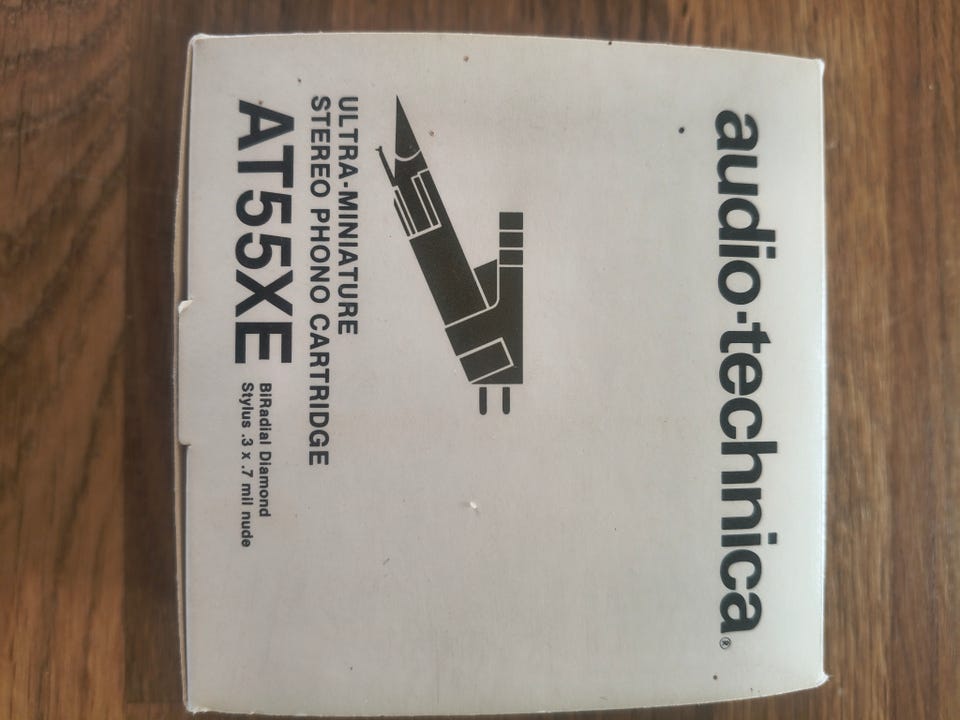 audio-technica®
ULTRA-MINIATURE
STEREO PHONO CARTRIDGE
AT55XE
BiRadial Diamond
Stylus .3 x .7 mil nude